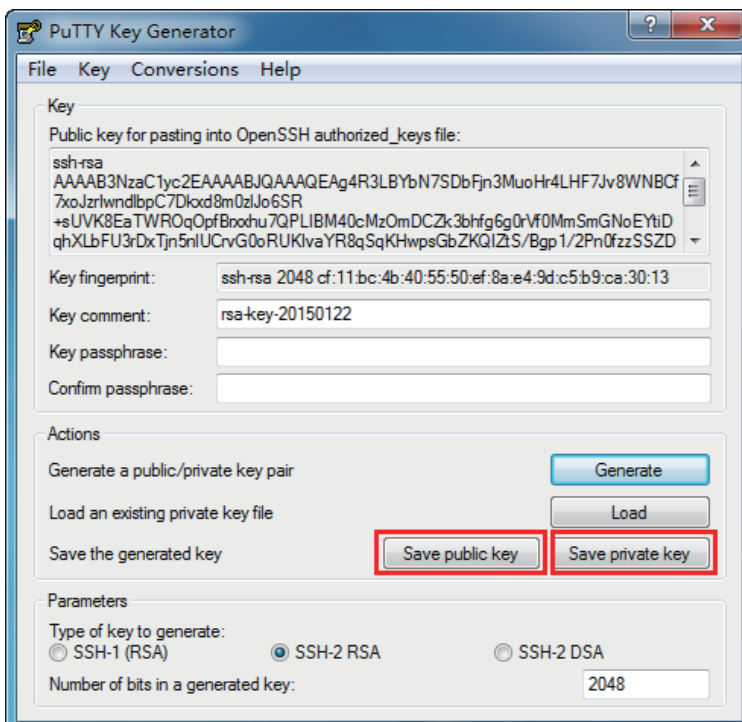 PuTTY Key Generator
File Key Conversions Help
Key
Public key for pasting into OpenSSH authorized_keys file:
ssh-rsa
AAAAB3NzaC1yc2EAAAABJQAAAQEAg4R3LBYbN7SDbFjn3MuoHr4LHF7Jv8WNBCf
7xoJzrlwndlbpC7Dkxd8m0zlJo6SR
+sUVK8EaTWROqOpfBrxxhu7QPLIBM40cMzOmDCZk3bhfg6g0rVf0MmSmGNoEYtiD
qhXLbFU3rDxTjn5nlUCrvG0oRUKIvaYR8qSqKHwpsGbZKQIZtS/Bgp1/2Pn0fzzSSZD
Key fingerprint: ssh-rsa 2048 cf:11:bc:4b:40:55:50:ef:8a:e4:9d:c5:b9:ca:30:13
Key comment: rsa-key-20150122
Key passphrase:
Confirm passphrase:
Actions
Generate a public/private key pair Generate
Load an existing private key file Load
Save the generated key Save public key Save private key
Parameters
Type of key to generate:
SSH-1 (RSA) SSH-2 RSA SSH-2 DSA
Number of bits in a generated key: 2048